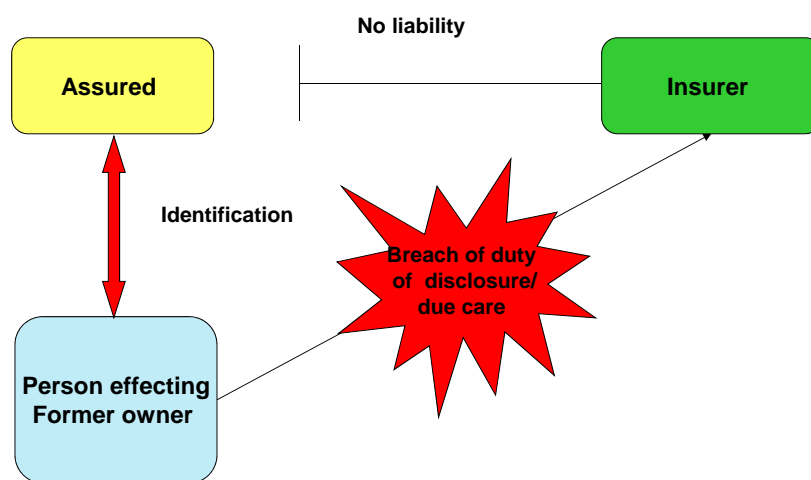 No liability
Assured
Insurer
Identification
Breach of duty
of disclosure/
due care
Person effecting
Former owner